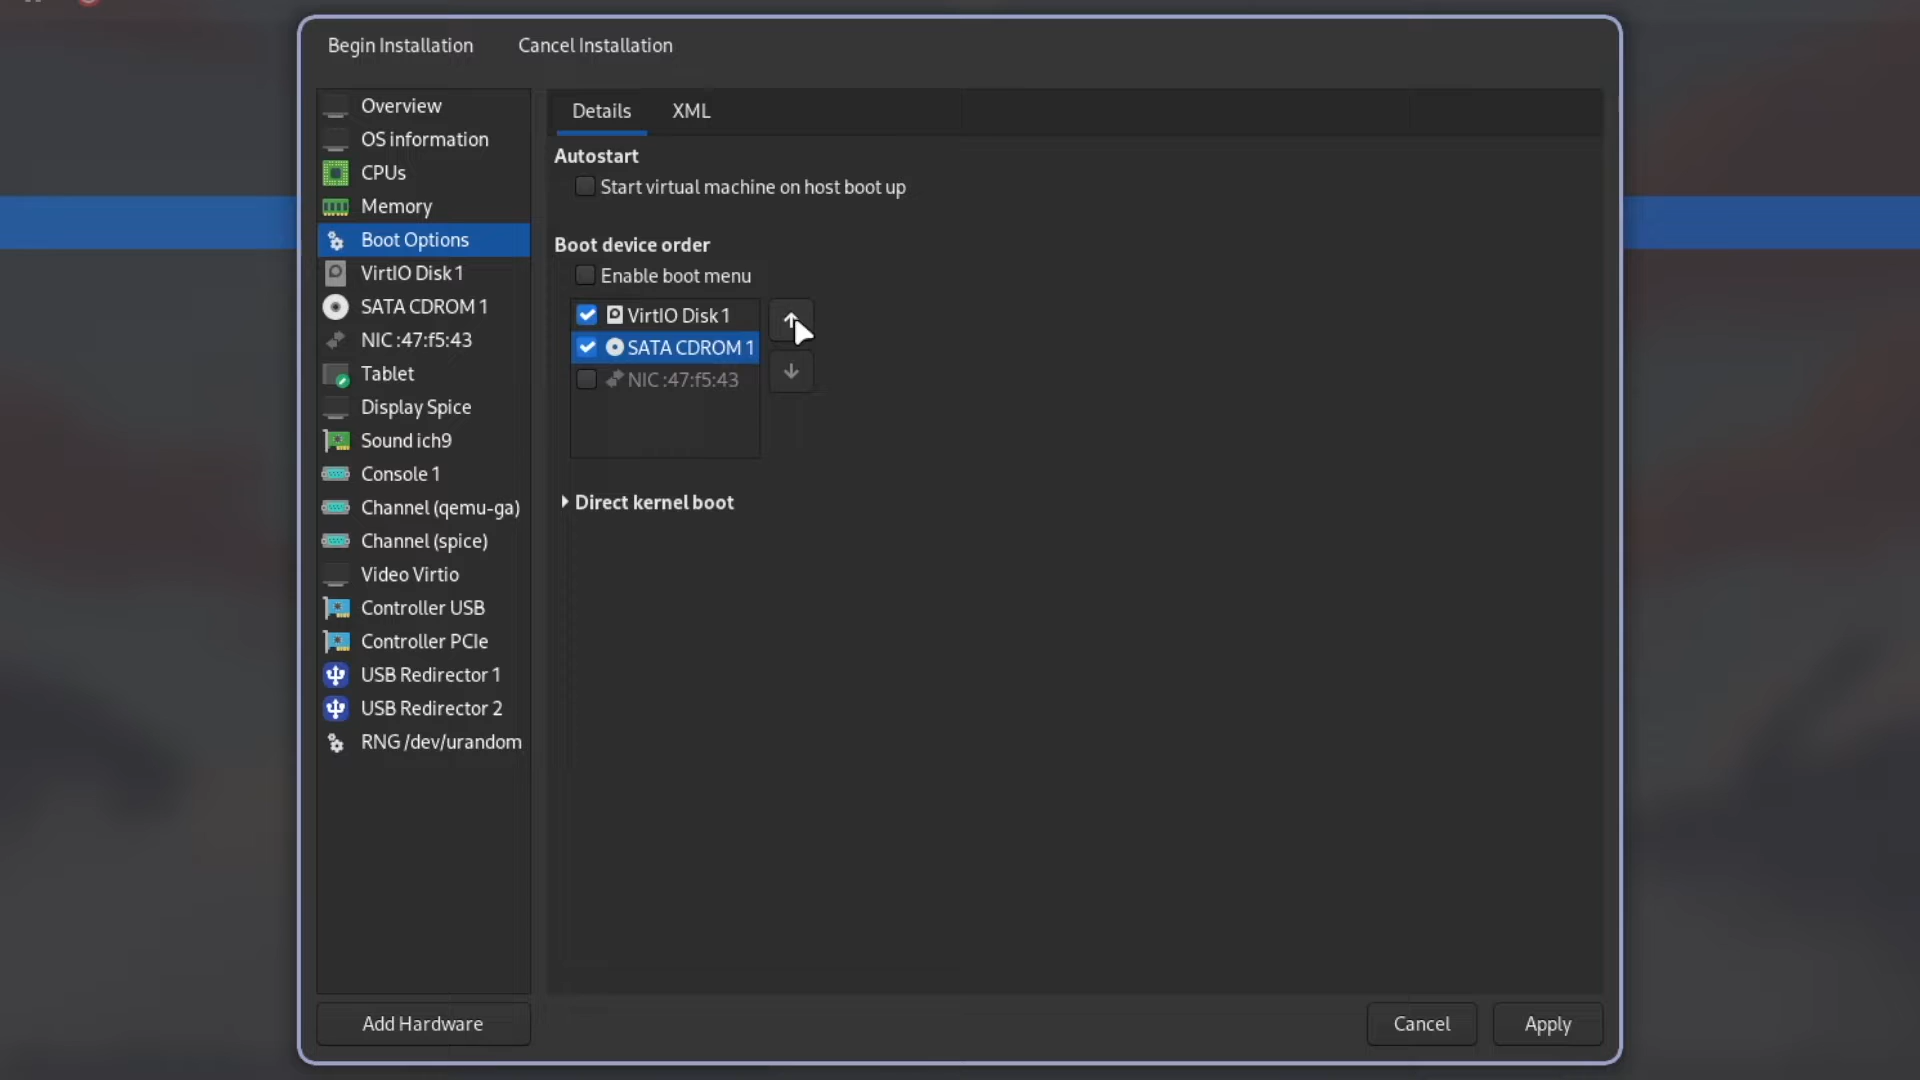 Begin Installation
Cancel Installation
Overview
OS information
CPUs
Memory
Boot Options
VirtIO Disk 1
SATA CDROM 1
NIC :47:f5:43
Tablet
Display Spice
Sound ich9
Console 1
Channel (qemu-ga)
Channel (spice)
Video Virtio
Controller USB
Controller PCIe
USB Redirector 1
USB Redirector 2
RNG /dev/urandom
Add Hardware
Details
XML
Autostart
Start virtual machine on host boot up
Boot device order
Enable boot menu
VirtIO Disk 1
SATA CDROM 1
NIC :47:f5:43
Direct kernel boot
Cancel
Apply